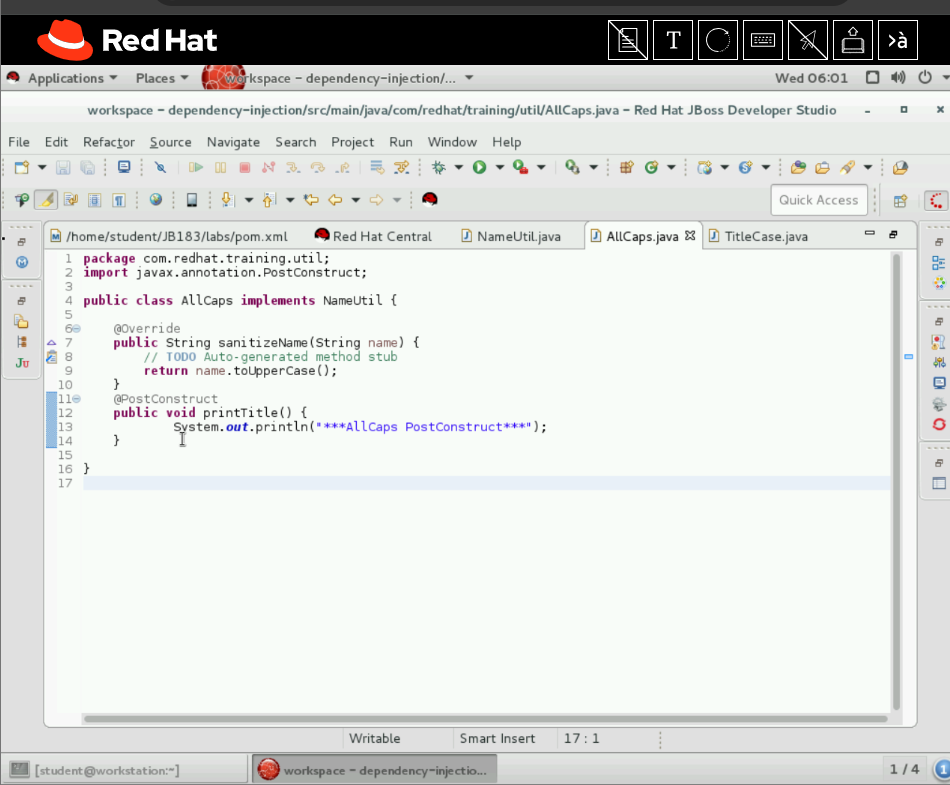 Red Hat
T
>à
Applications Places workspace – dependency-injection/... Wed 06:01
workspace – dependency-injection/src/main/java/com/redhat/training/util/AllCaps.java – Red Hat JBoss Developer Studio
File Edit Refactor Source Navigate Search Project Run Window Help
Quick Access
/home/student/JB183/labs/pom.xml Red Hat Central NameUtil.java AllCaps.java TitleCase.java
1 package com.redhat.training.util;
2 import javax.annotation.PostConstruct;
3
4 public class AllCaps implements NameUtil {
5
6 @Override
7 public String sanitizeName(String name) {
8 // TODO Auto-generated method stub
9 return name.toUpperCase();
10 }
11 @PostConstruct
12 public void printTitle() {
13 System.out.println("***AllCaps PostConstruct***");
14 }
15
16 }
17
Writable Smart Insert 17 : 1
[student@workstation:~] workspace – dependency-injectio... 1 / 4 1